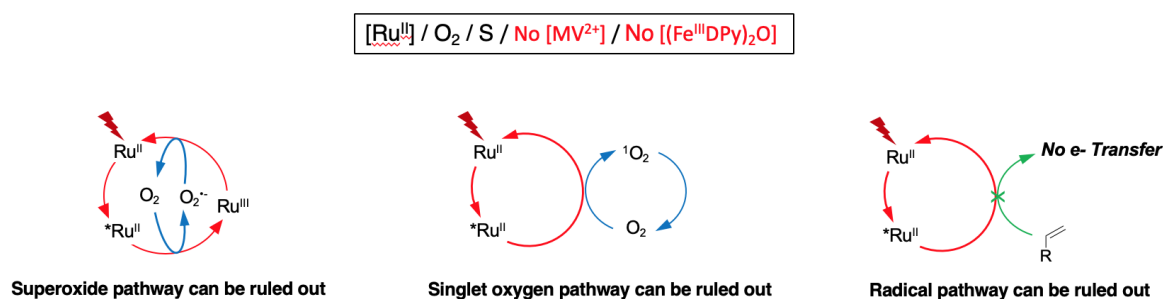 [Ruᴵᴵ] / O₂ / S / No [MV²⁺] / No [(Feᴵᴵᴵ DPy)₂O]
Ruᴵᴵ
O₂
O₂•-
Ruᴵᴵᴵ
*Ruᴵᴵ
Superoxide pathway can be ruled out
Ruᴵᴵ
¹O₂
*Ruᴵᴵ
O₂
Singlet oxygen pathway can be ruled out
Ruᴵᴵ
No e- Transfer
*Ruᴵᴵ
R
Radical pathway can be ruled out